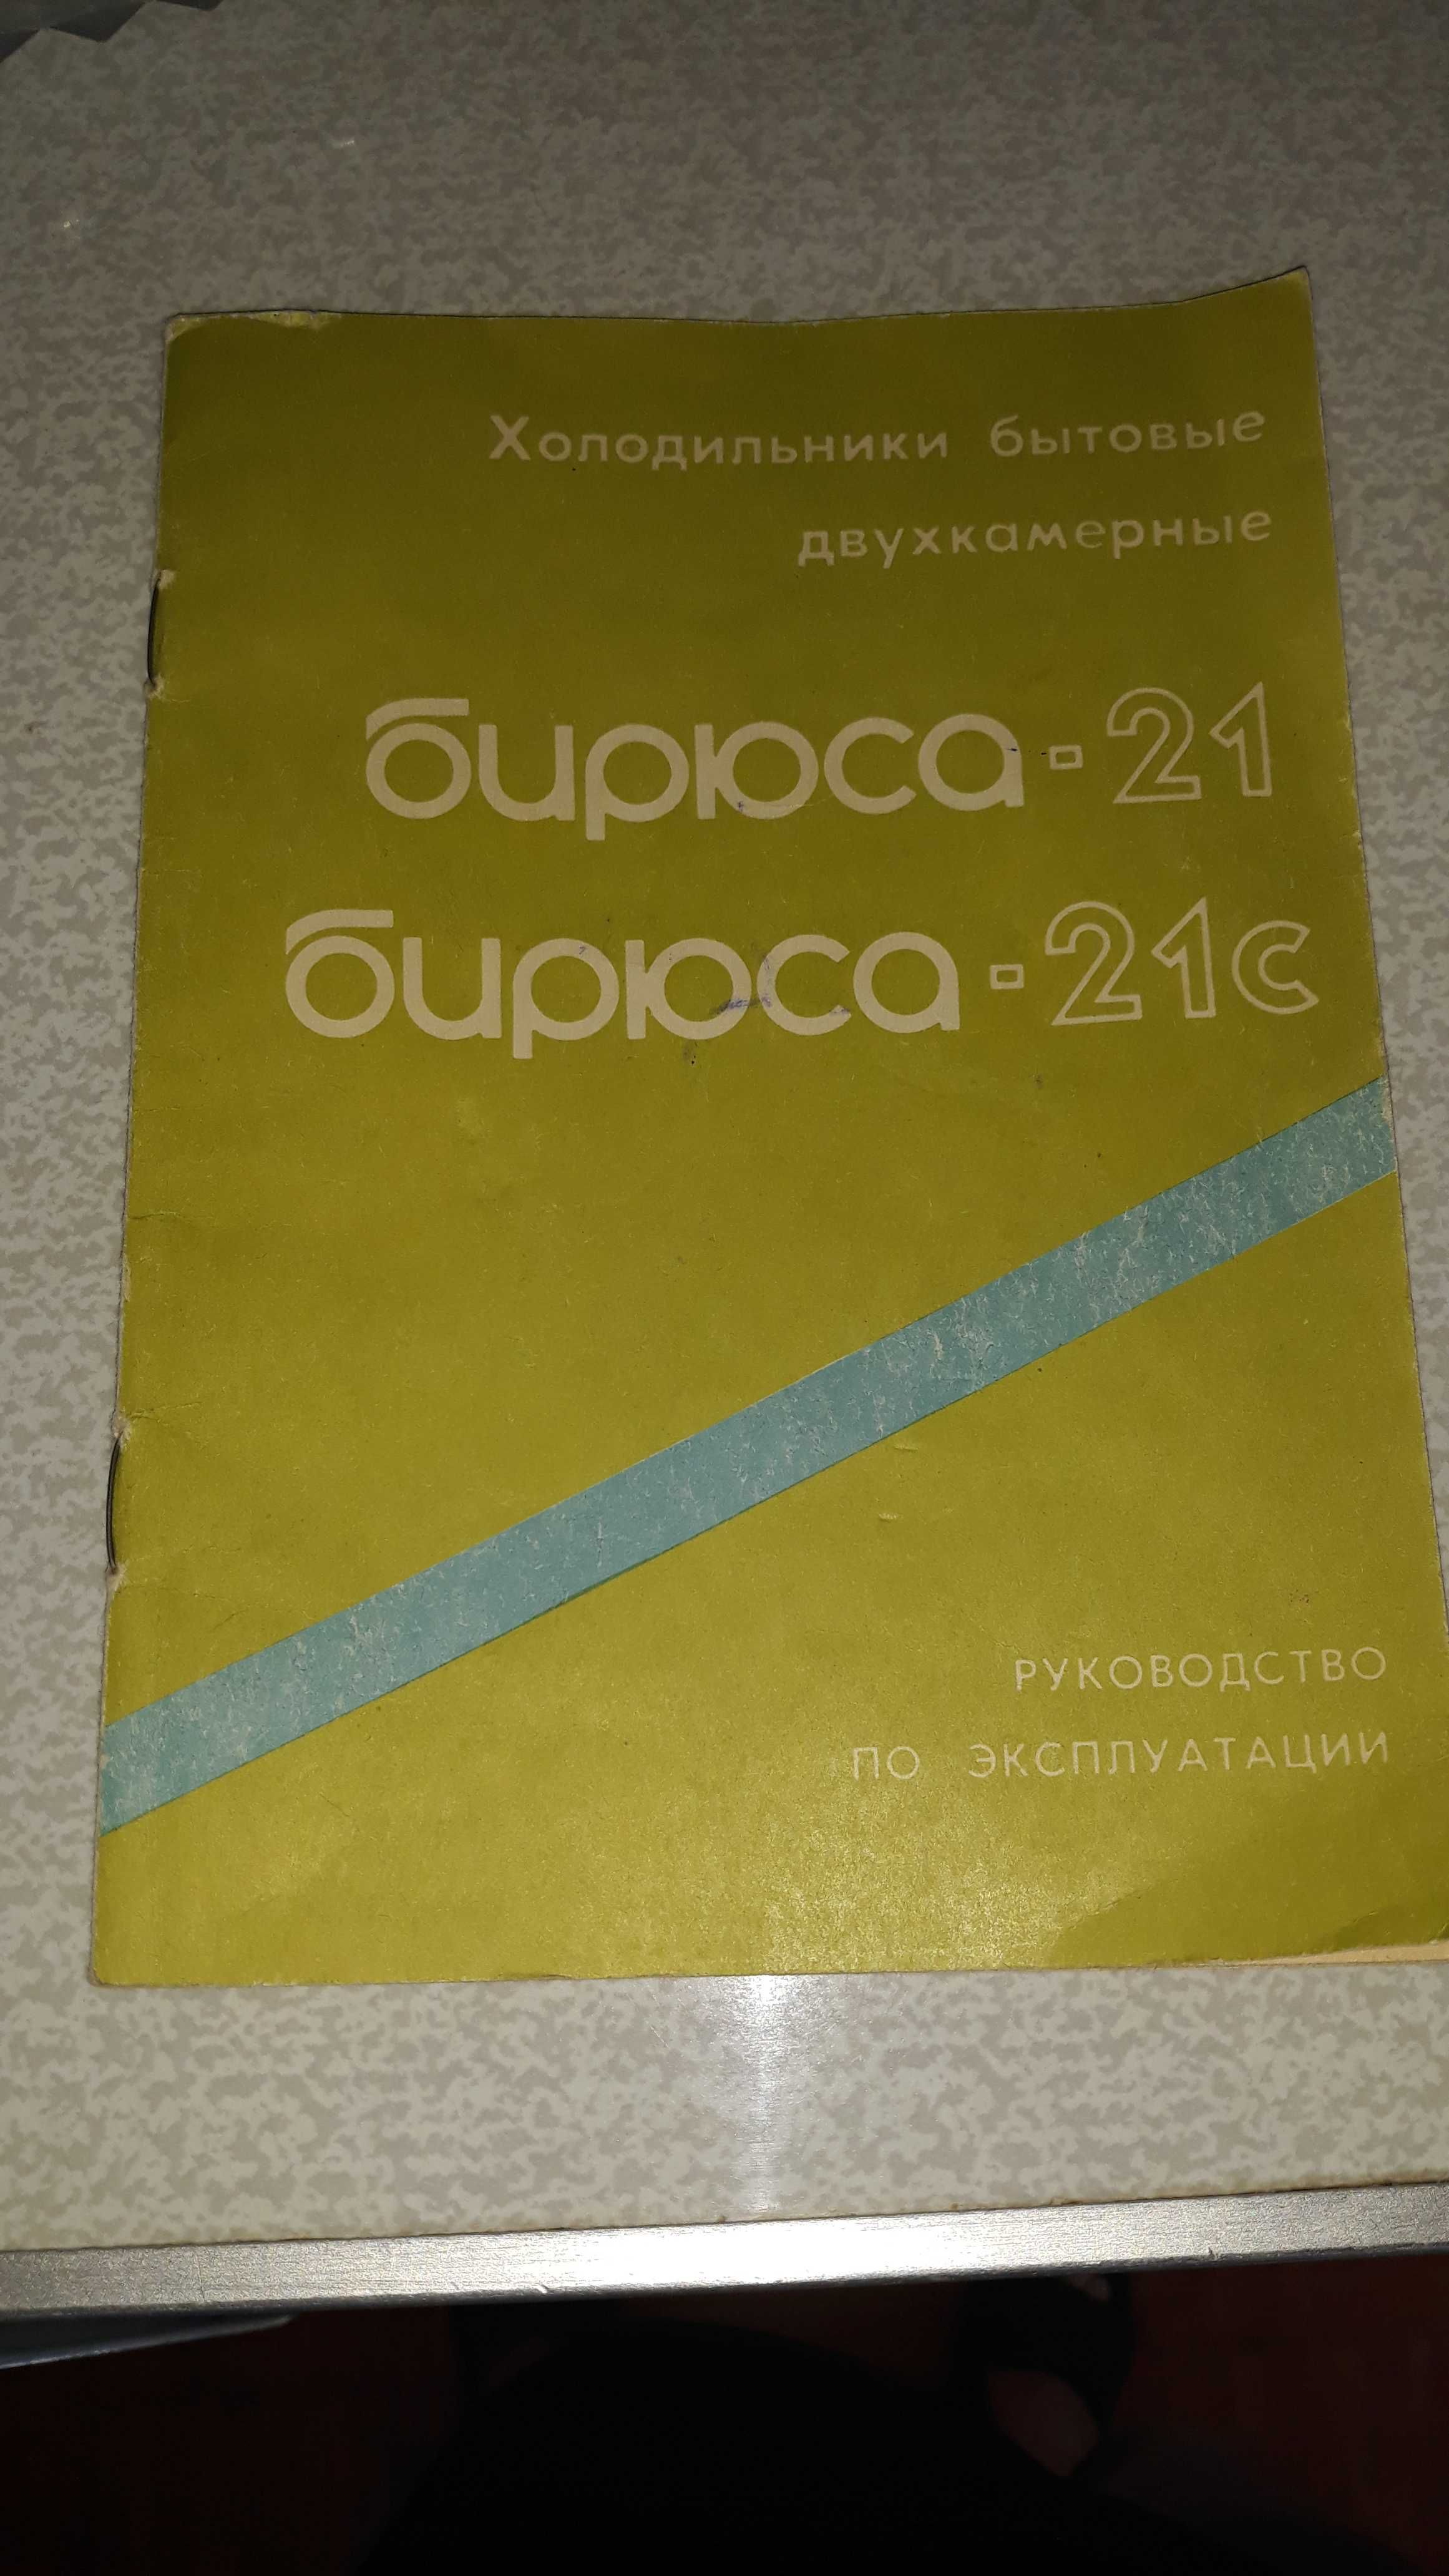 Холодильники бытовые
двухкамерные
бирюса-21
бирюса-21с
РУКОВОДСТВО
ПО ЭКСПЛУАТАЦИИ